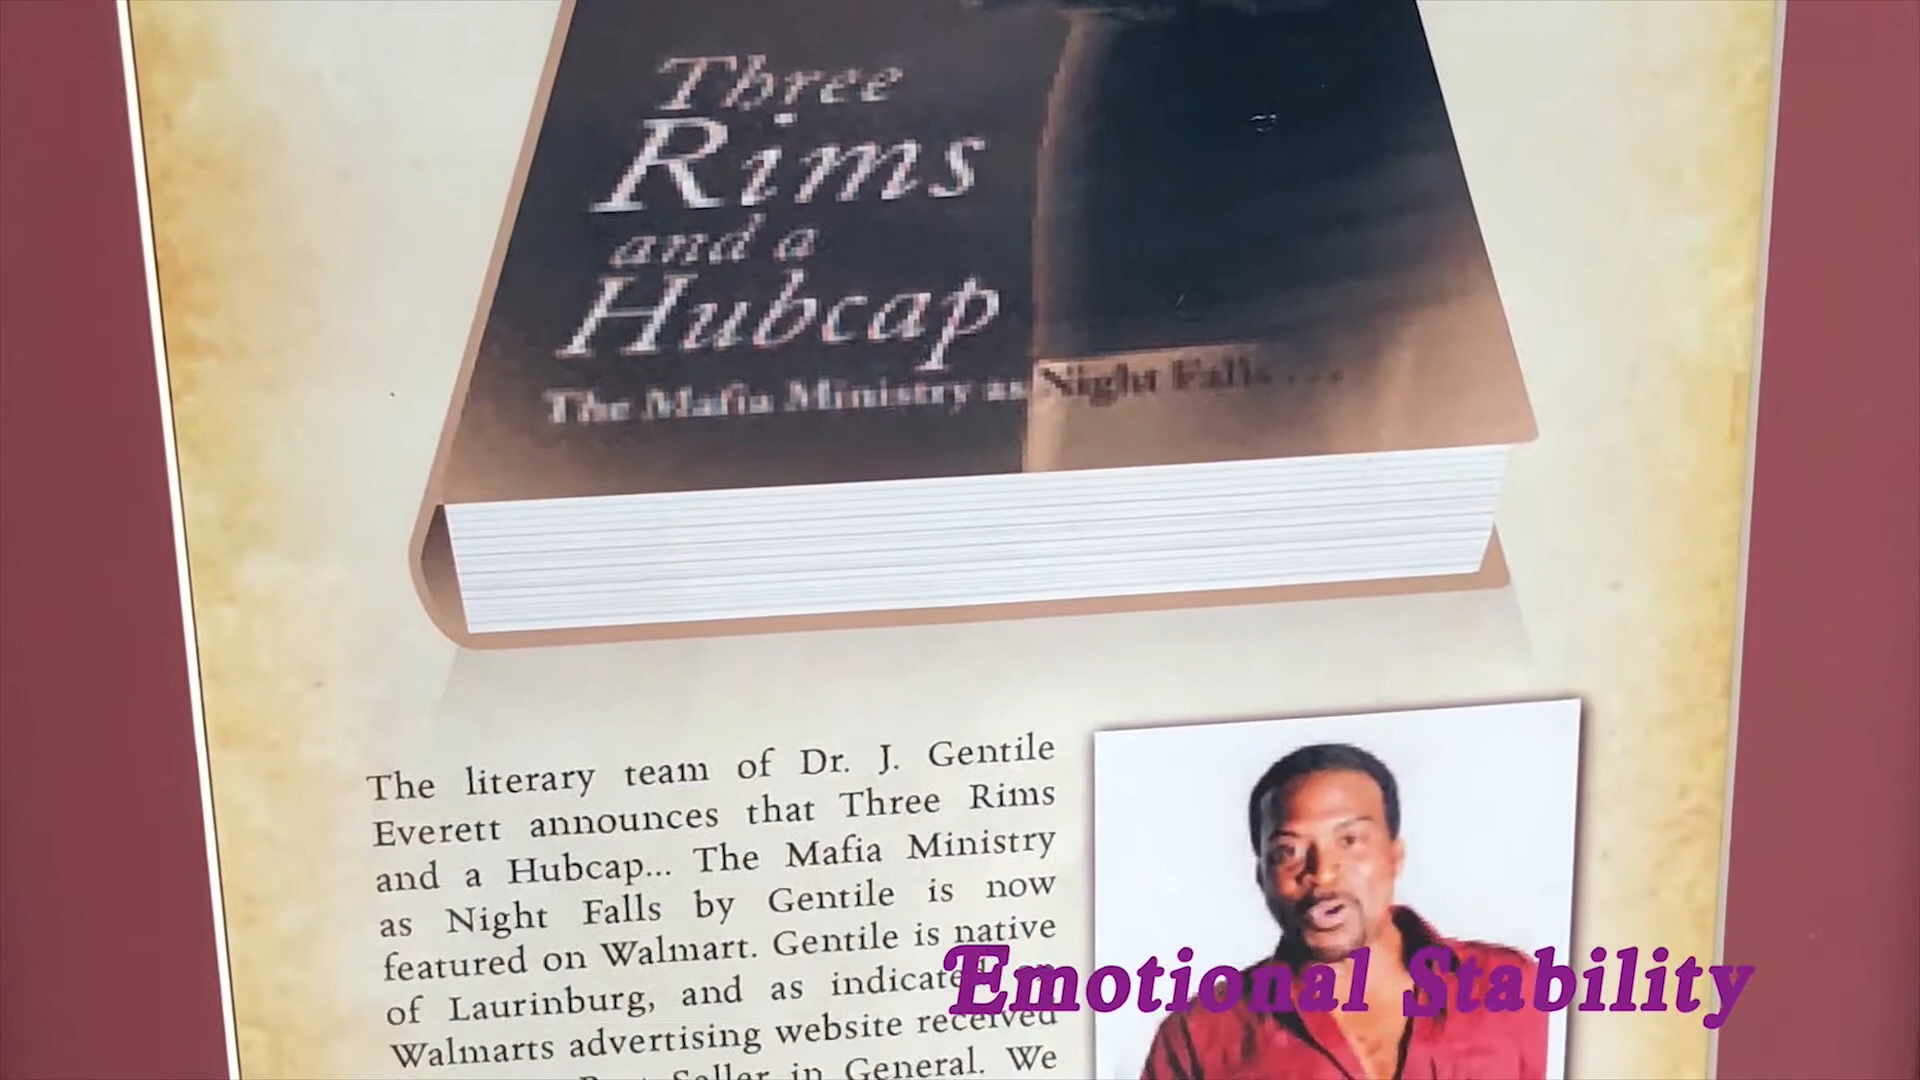 Three
Rims
and a
Hubcap
The Mafia Ministry as Night Falls . . .
The literary team of Dr. J. Gentile
Everett announces that Three Rims
and a Hubcap... The Mafia Ministry
as Night Falls by Gentile is now
featured on Walmart. Gentile is native
of Laurinburg, and as indicated on
Walmarts advertising website received
Seller in General. We
Emotional Stability